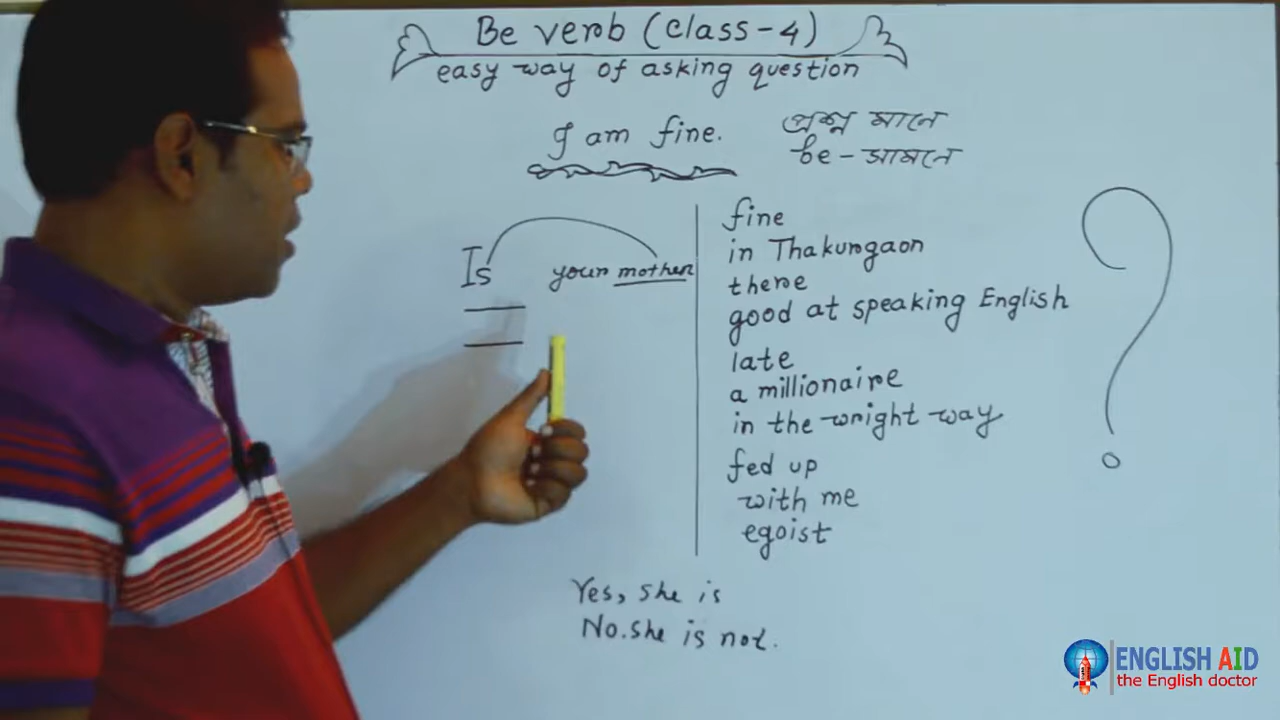 Be verb (class-4)
easy way of asking question
I am fine.
প্রশ্ন মানে
be - সামনে
Is your mother
fine
in Thakurgaon
there
good at speaking English
late
a millionaire
in the wright way
fed up
with me
egoist
?
Yes, she is
No. she is not.
ENGLISH AID
the English doctor